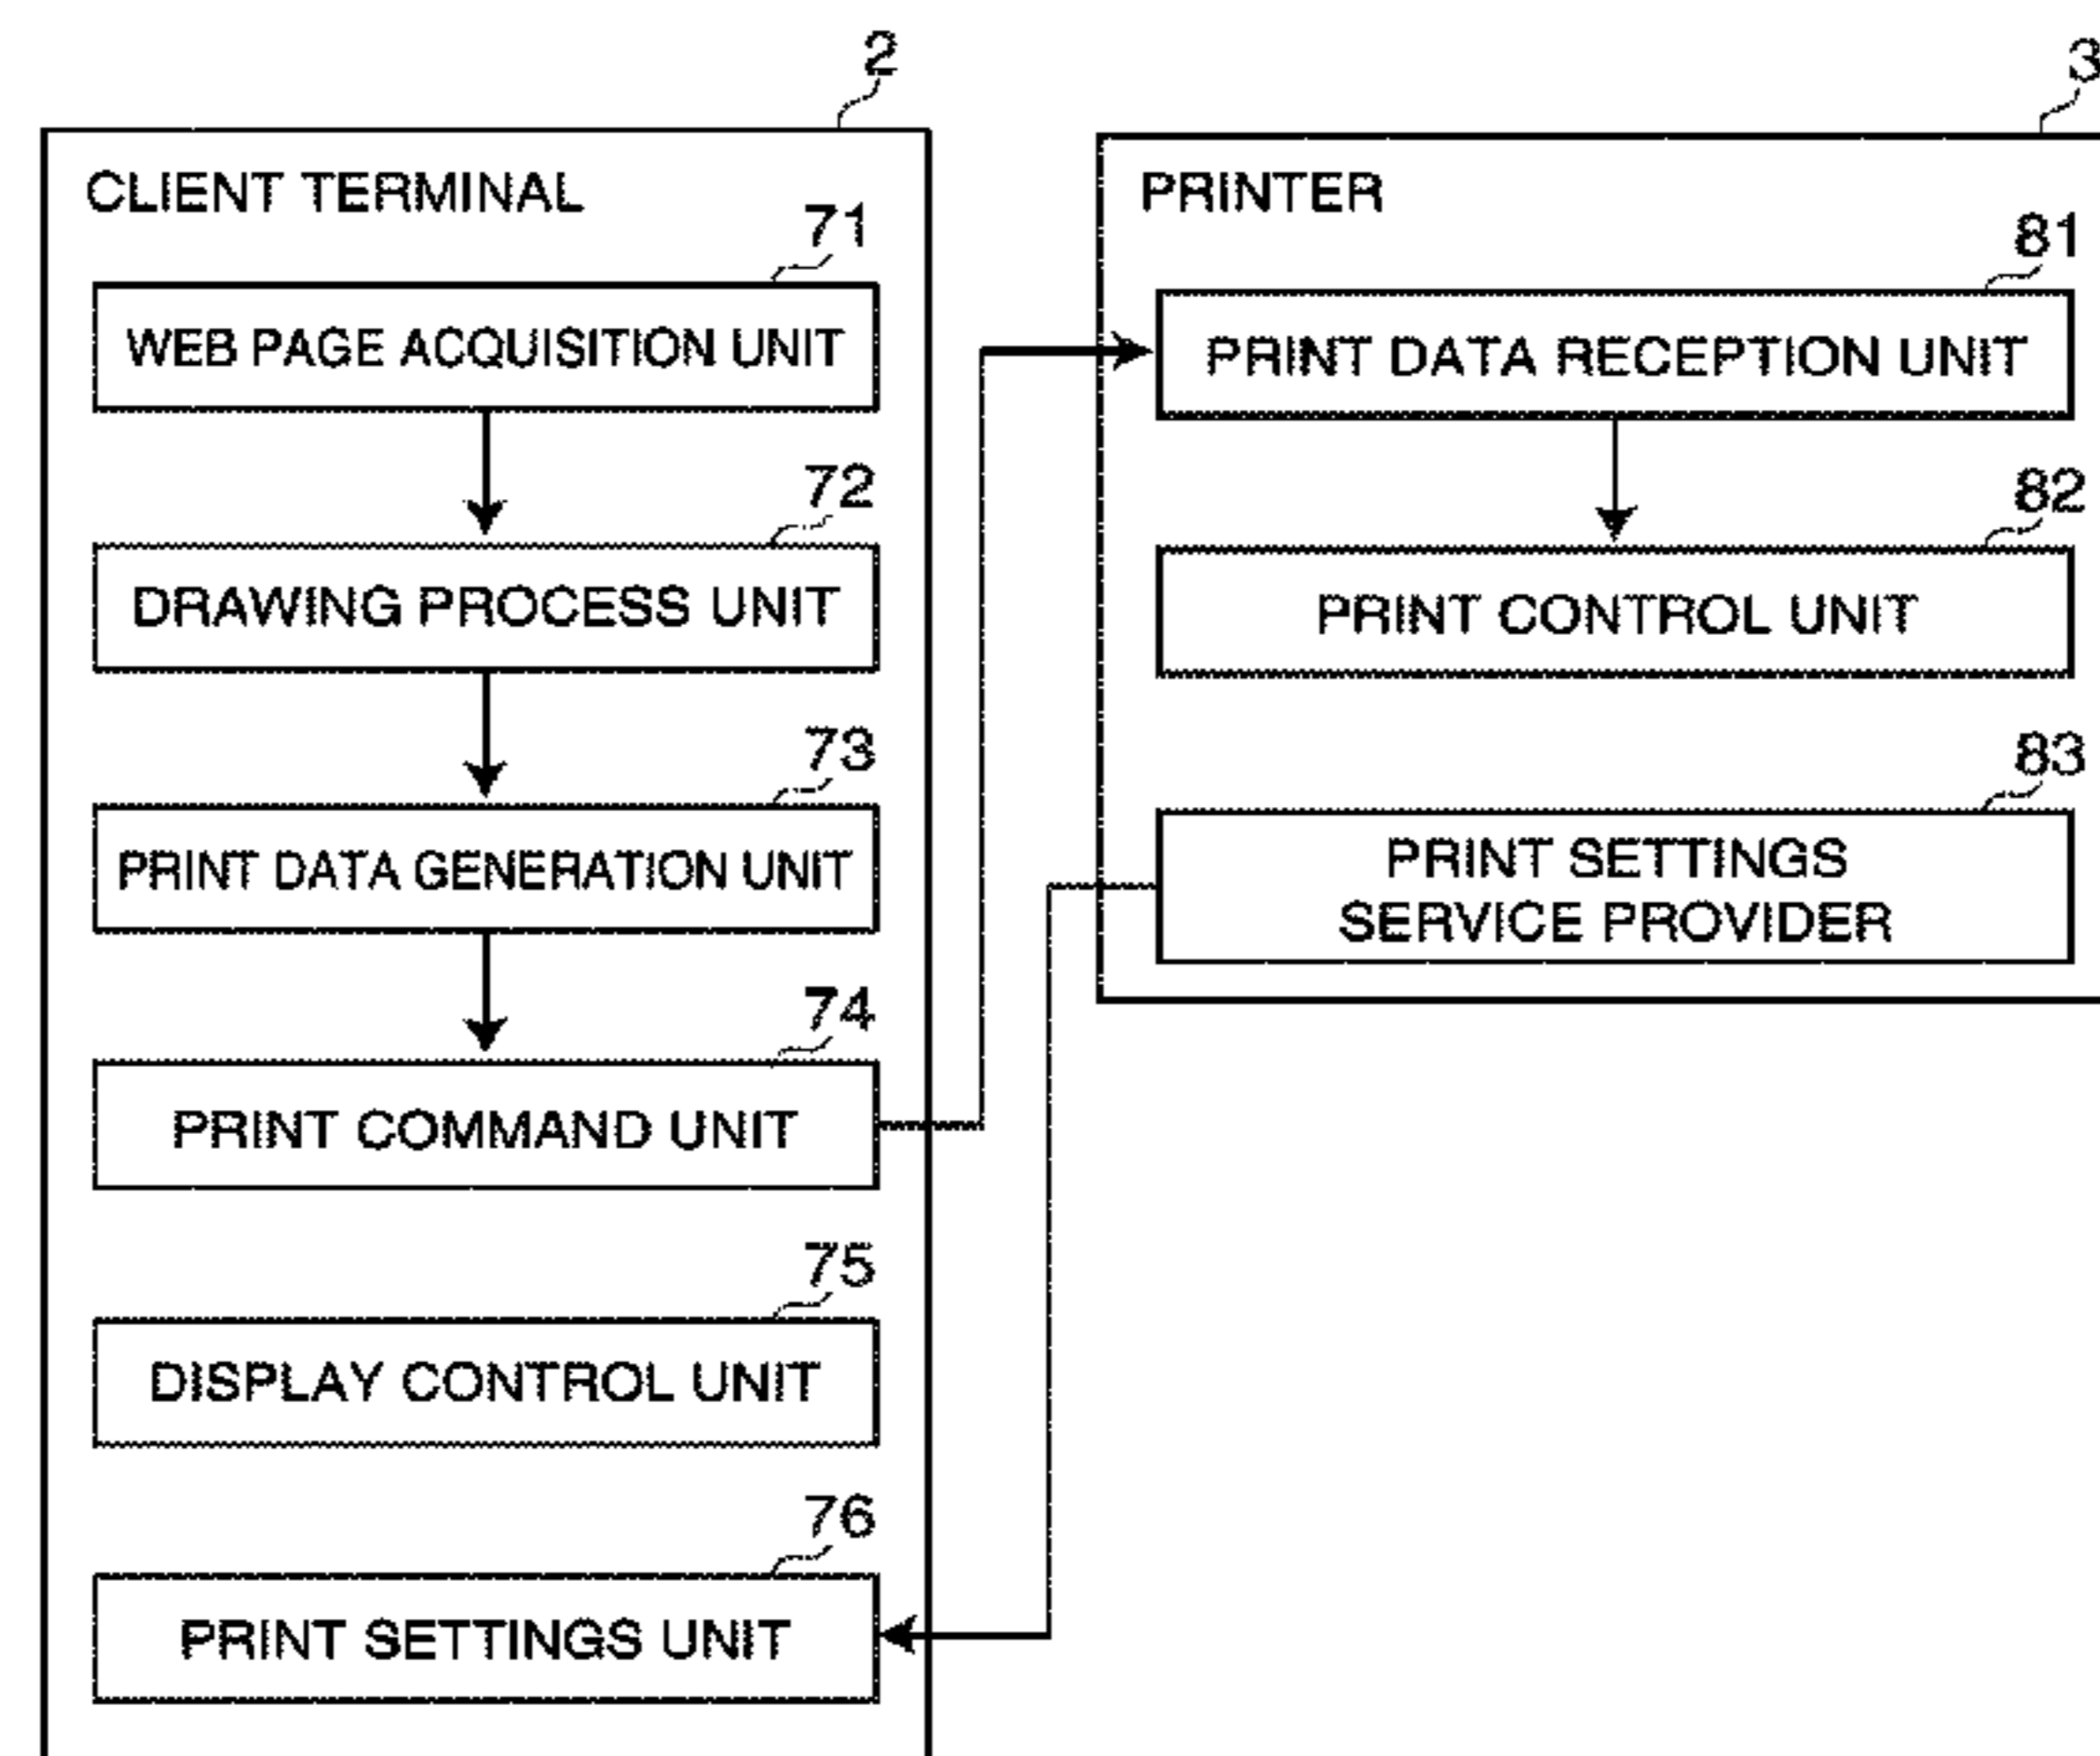 2
CLIENT TERMINAL
71
WEB PAGE ACQUISITION UNIT
72
DRAWING PROCESS UNIT
73
PRINT DATA GENERATION UNIT
74
PRINT COMMAND UNIT
75
DISPLAY CONTROL UNIT
76
PRINT SETTINGS UNIT
3
PRINTER
81
PRINT DATA RECEPTION UNIT
82
PRINT CONTROL UNIT
83
PRINT SETTINGS
SERVICE PROVIDER